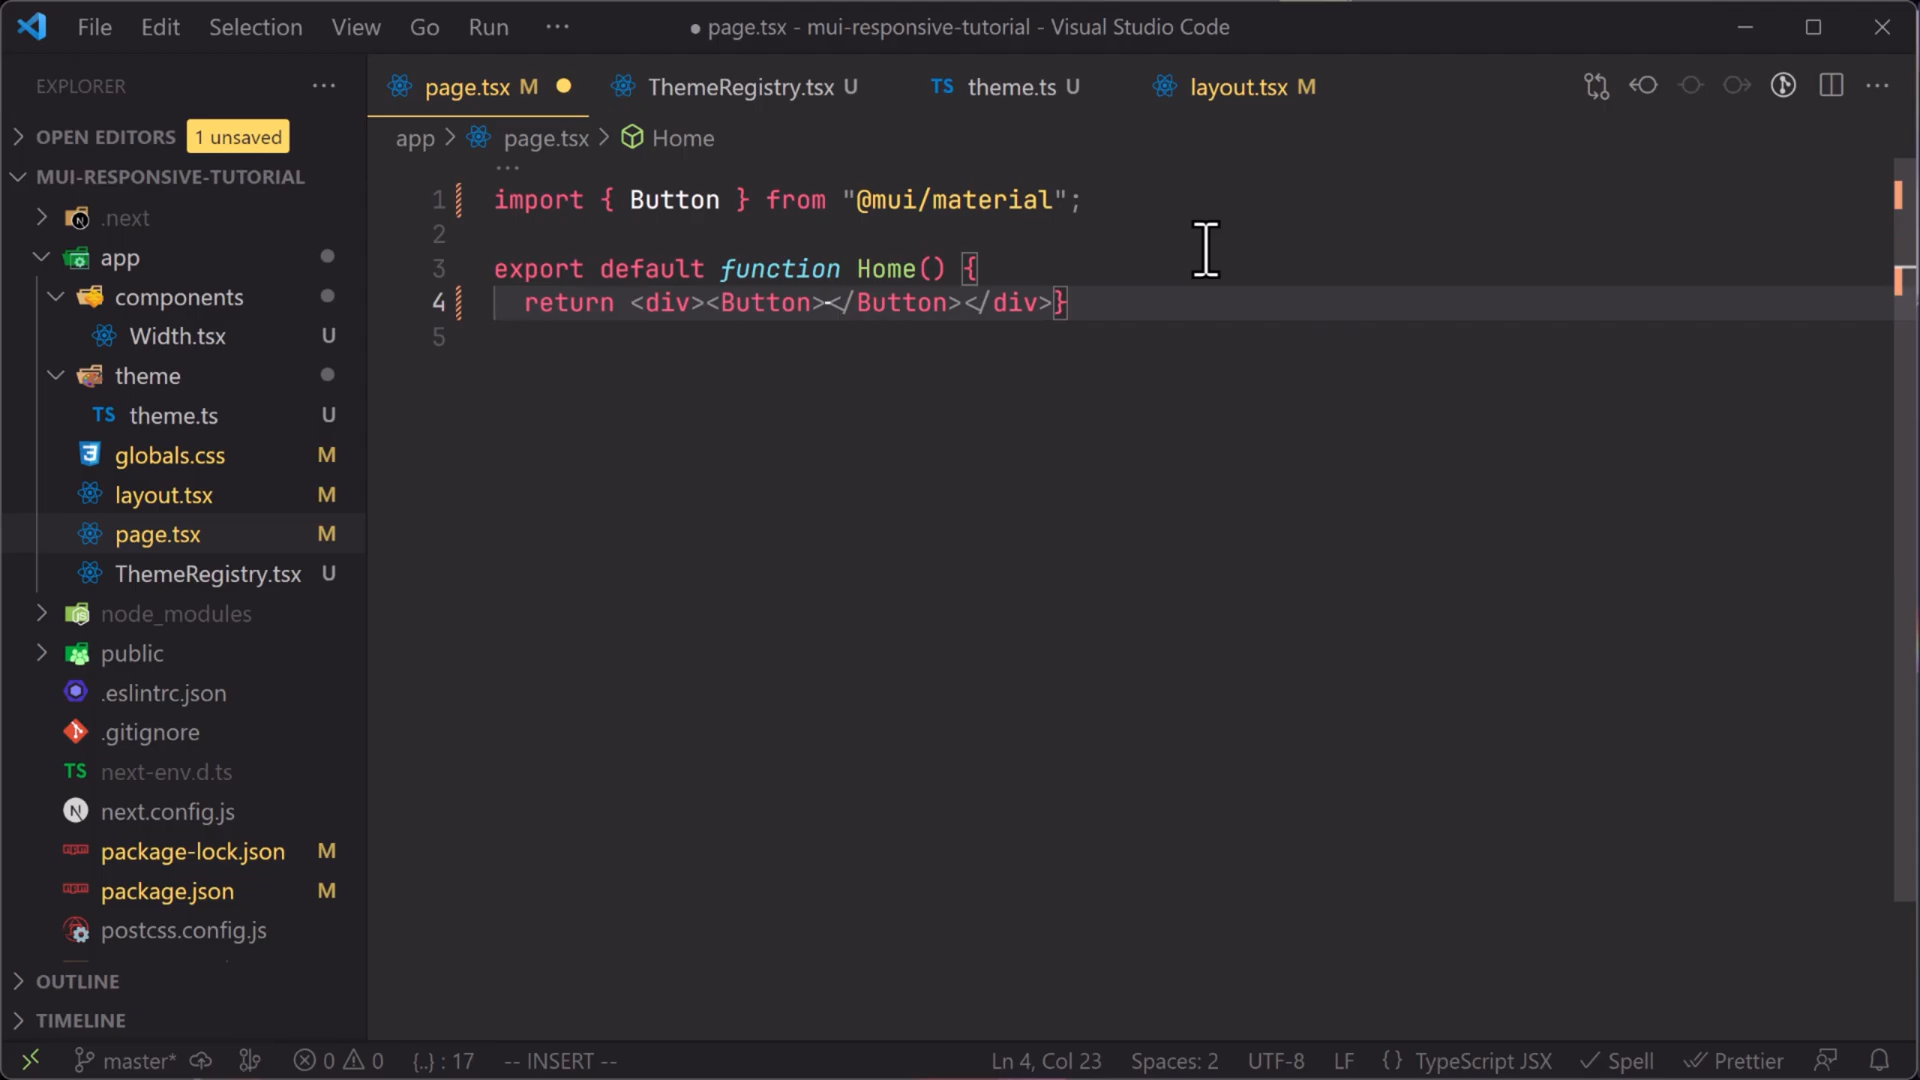 File Edit Selection View Go Run ···
● page.tsx - mui-responsive-tutorial - Visual Studio Code
EXPLORER ···
OPEN EDITORS 1 unsaved
MUI-RESPONSIVE-TUTORIAL
.next
app
components
Width.tsx U
theme
TS theme.ts U
globals.css M
layout.tsx M
page.tsx M
ThemeRegistry.tsx U
node_modules
public
.eslintrc.json
.gitignore
TS next-env.d.ts
next.config.js
package-lock.json M
package.json M
postcss.config.js
OUTLINE
TIMELINE
page.tsx M
ThemeRegistry.tsx U
TS theme.ts U
layout.tsx M
app > page.tsx > Home
1 import { Button } from "@mui/material";
2
3 export default function Home() {
4 return <div><Button></Button></div>}
5
master* 0 0 {..} : 17 -- INSERT --
Ln 4, Col 23 Spaces: 2 UTF-8 LF {} TypeScript JSX Spell Prettier